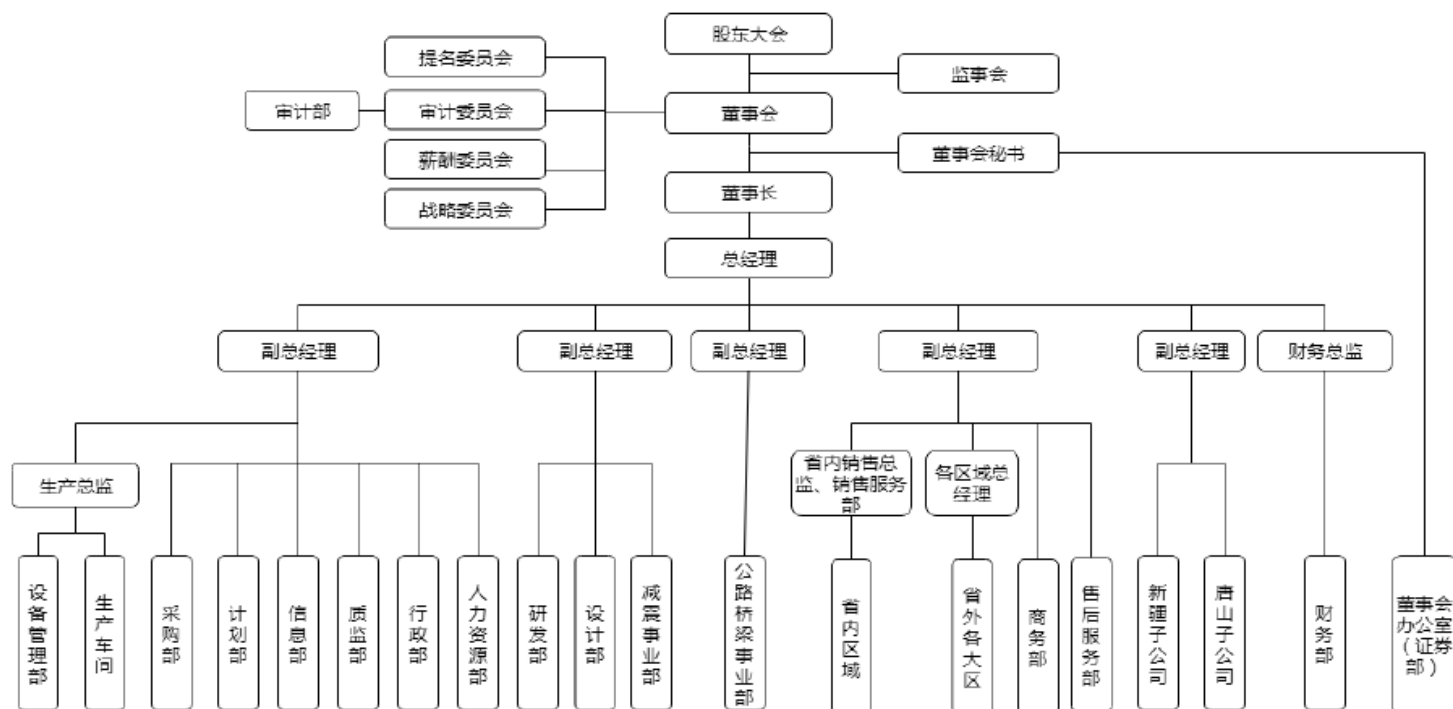 股东大会
提名委员会
监事会
审计部
审计委员会
董事会
薪酬委员会
董事会秘书
战略委员会
董事长
总经理
副总经理
副总经理
副总经理
副总经理
副总经理
财务总监
生产总监
省内销售总
监、销售服务
部
各区域总
经理
设备管理部
生产车间
采购部
计划部
信息部
质监部
行政部
人力资源部
研发部
设计部
减震事业部
公路桥梁事业部
省内区域
省外各大区
商务部
售后服务部
新疆子公司
唐山子公司
财务部
董事会
办公室
（证券
部）